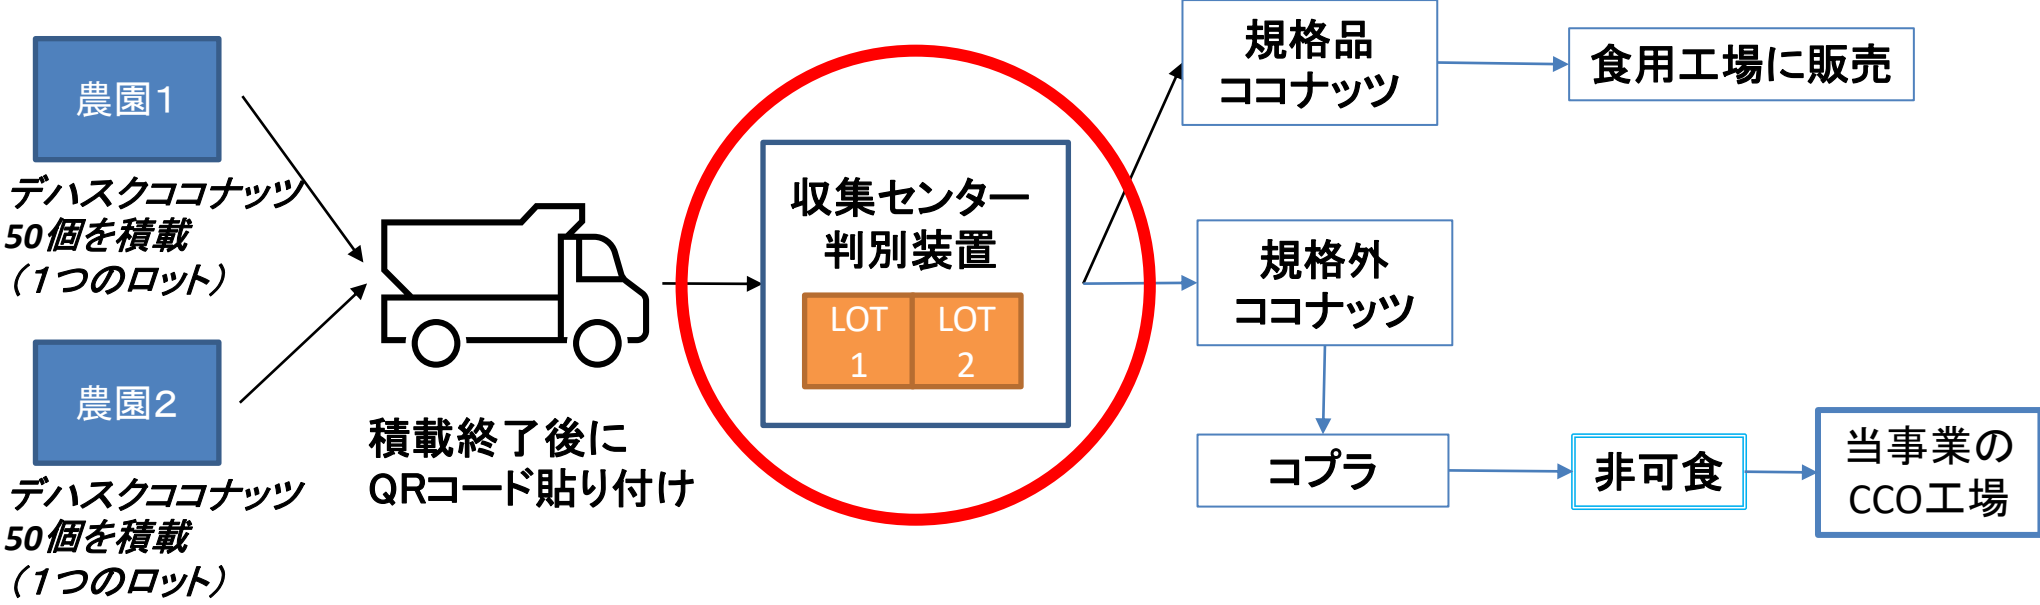 農園１
デハスクココナッツ
50個を積載
（１つのロット）
農園２
デハスクココナッツ
50個を積載
（１つのロット）
積載終了後に
QRコード貼り付け
収集センター
判別装置
LOT
1
LOT
2
規格品
ココナッツ
食用工場に販売
規格外
ココナッツ
コプラ
非可食
当事業の
CCO工場